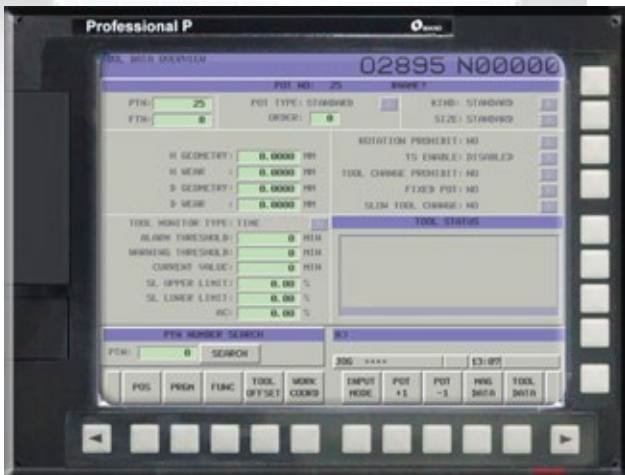 Professional P
TOOL DATA OVERVIEW
O2895 N00000
POT NO: 25 BNAME?
PTN: 25 POT TYPE: STANDARD KIND: STANDARD
FTN: 0 ORDER: 0 SIZE: STANDARD
ROTATION PROHIBIT: NO
H GEOMETRY: 0.0000 MM TS ENABLE: DISABLED
H WEAR : 0.0000 MM TOOL CHANGE PROHIBIT: NO
D GEOMETRY: 0.0000 MM FIXED POT: NO
D WEAR : 0.0000 MM SLOW TOOL CHANGE: NO
TOOL MONITOR TYPE: TIME TOOL STATUS
ALARM THRESHOLD: 0 MIN
WARNING THRESHOLD: 0 MIN
CURRENT VALUE: 0 MIN
SL UPPER LIMIT: 0.00 %
SL LOWER LIMIT: 0.00 %
AC: 0.00 %
PTN NUMBER SEARCH
PTN: 0 SEARCH
JOG **** 13:07
POS PRGM FUNC TOOL OFFSET WORK COORD INPUT MODE POT +1 POT -1 MAG DATA TOOL DATA